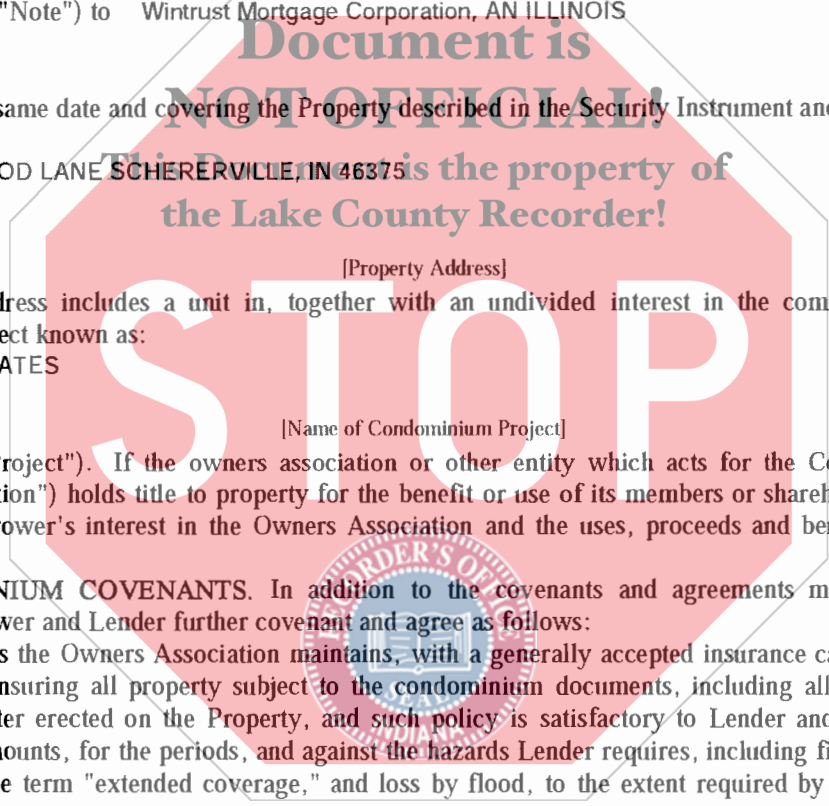 "Note") to Wintrust Mortgage Corporation, AN ILLINOIS
Document is
NOT OFFICIAL!
same date and covering the Property described in the Security Instrument and
This Document is the property of
OD LANE SCHERERVILLE, IN 46375
the Lake County Recorder!
[Property Address]
dress includes a unit in, together with an undivided interest in the com
ect known as:
ATES
STOP
[Name of Condominium Project]
roject"). If the owners association or other entity which acts for the Co
tion") holds title to property for the benefit or use of its members or shareh
rower's interest in the Owners Association and the uses, proceeds and ben
RECORDER'S OFFICE
NIUM COVENANTS. In addition to the covenants and agreements m
wer and Lender further covenant and agree as follows:
s the Owners Association maintains, with a generally accepted insurance ca
nsuring all property subject to the condominium documents, including all
SEAL
ter erected on the Property, and such policy is satisfactory to Lender and
INDIANA
ounts, for the periods, and against the hazards Lender requires, including fi
e term "extended coverage," and loss by flood, to the extent required by